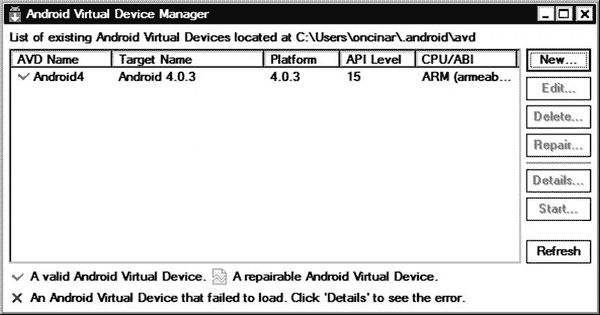 Android Virtual Device Manager
List of existing Android Virtual Devices located at C:\Users\oncinar\.android\avd
AVD Name Target Name Platform API Level CPU/ABI New...
Android4 Android 4.0.3 4.0.3 15 ARM (armeab...
Edit...
Delete...
Repair...
Details...
Start...
Refresh
A valid Android Virtual Device. A repairable Android Virtual Device.
An Android Virtual Device that failed to load. Click 'Details' to see the error.